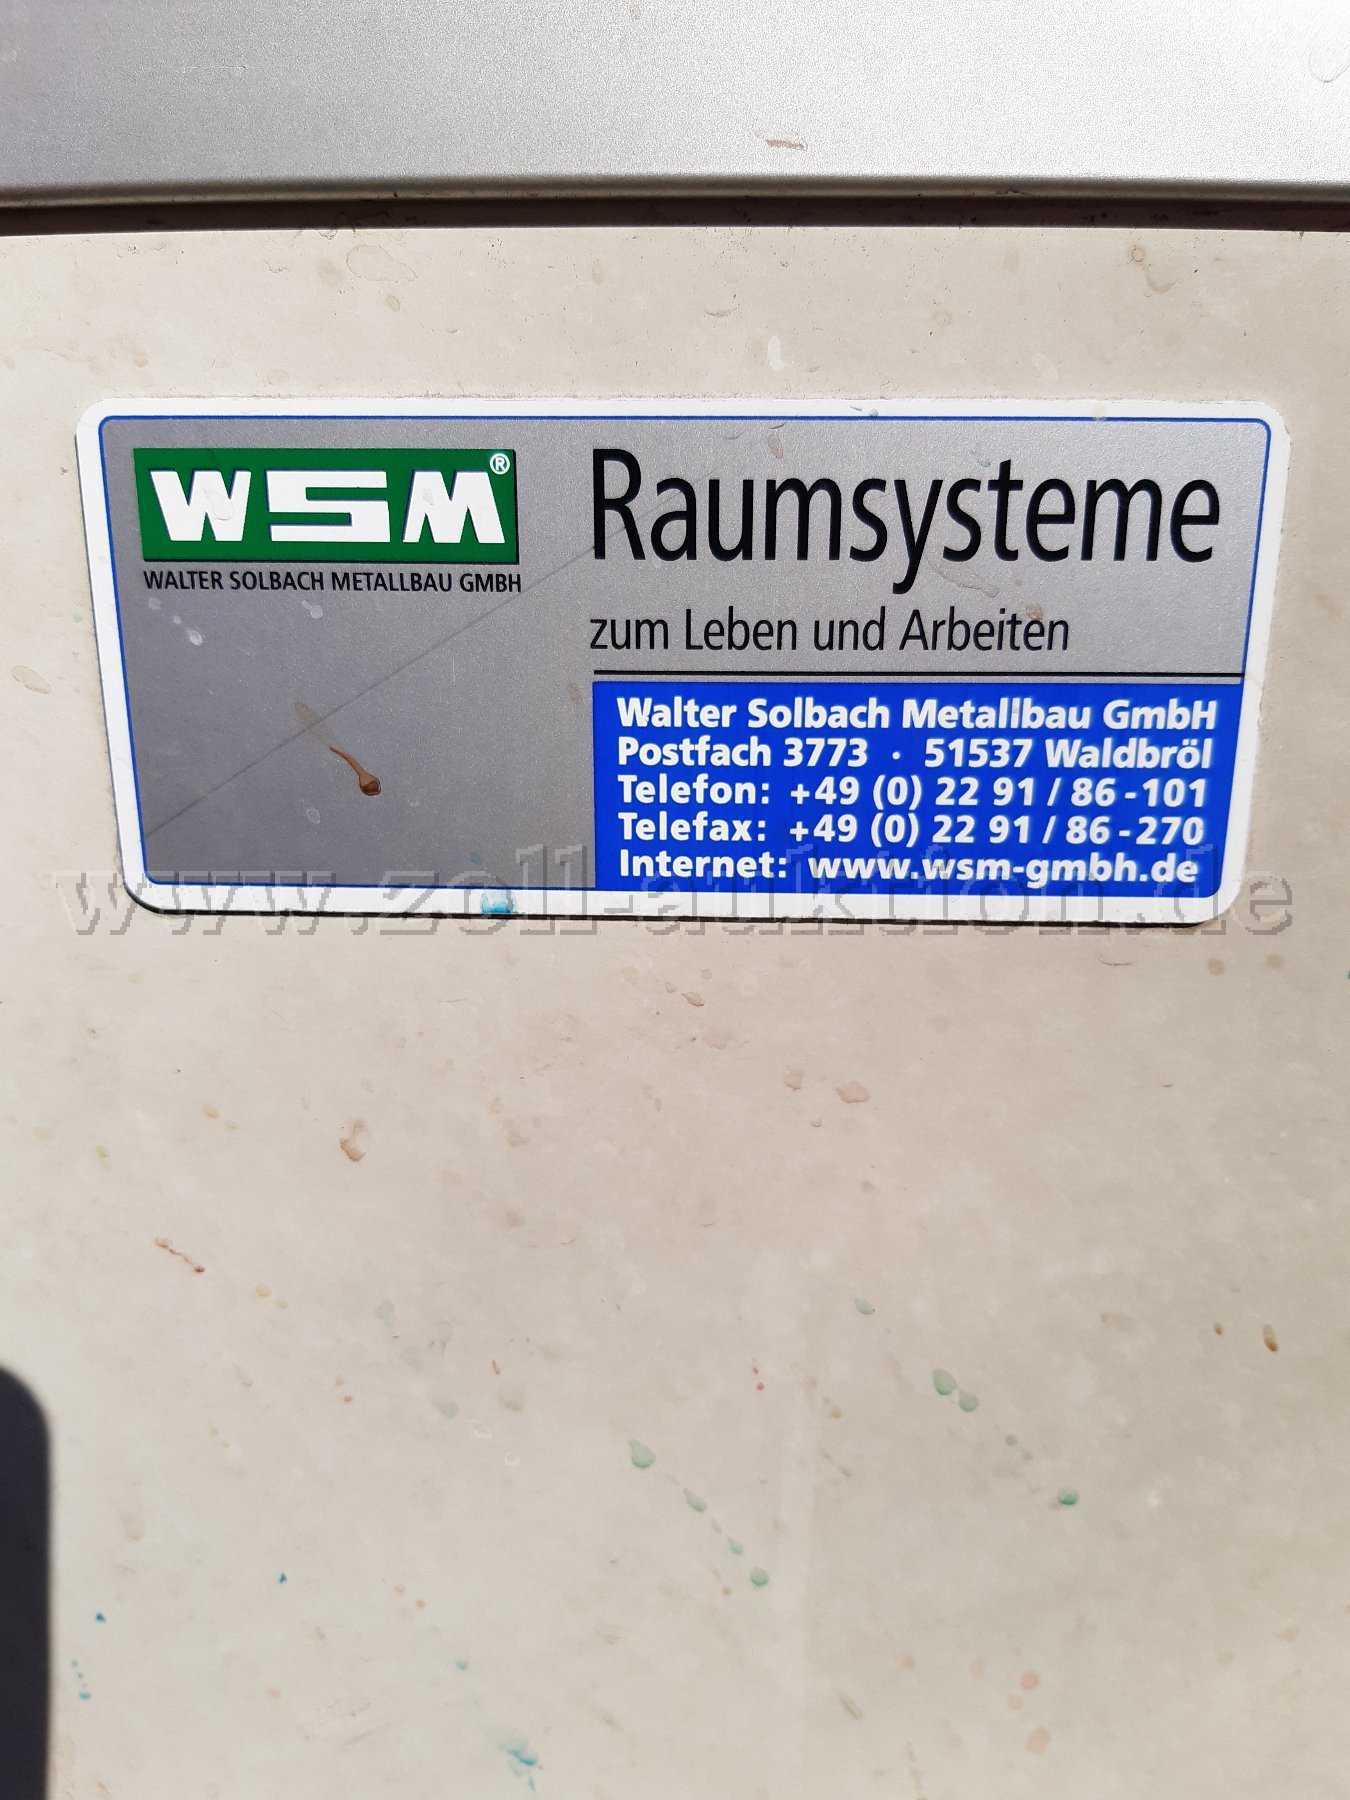 WSM®
WALTER SOLBACH METALLBAU GMBH
Raumsysteme
zum Leben und Arbeiten
Walter Solbach Metallbau GmbH
Postfach 3773 · 51537 Waldbröl
Telefon: +49 (0) 22 91 / 86 - 101
Telefax: +49 (0) 22 91 / 86 - 270
Internet: www.wsm-gmbh.de
www.zoll-auktion.de